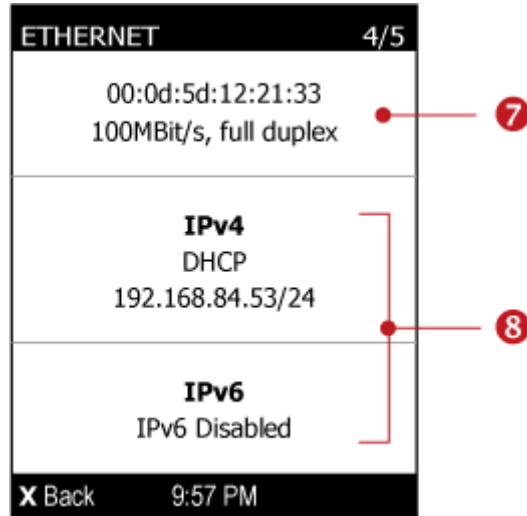 ETHERNET 4/5
00:0d:5d:12:21:33
100MBit/s, full duplex
7
IPv4
DHCP
192.168.84.53/24
8
IPv6
IPv6 Disabled
X Back 9:57 PM